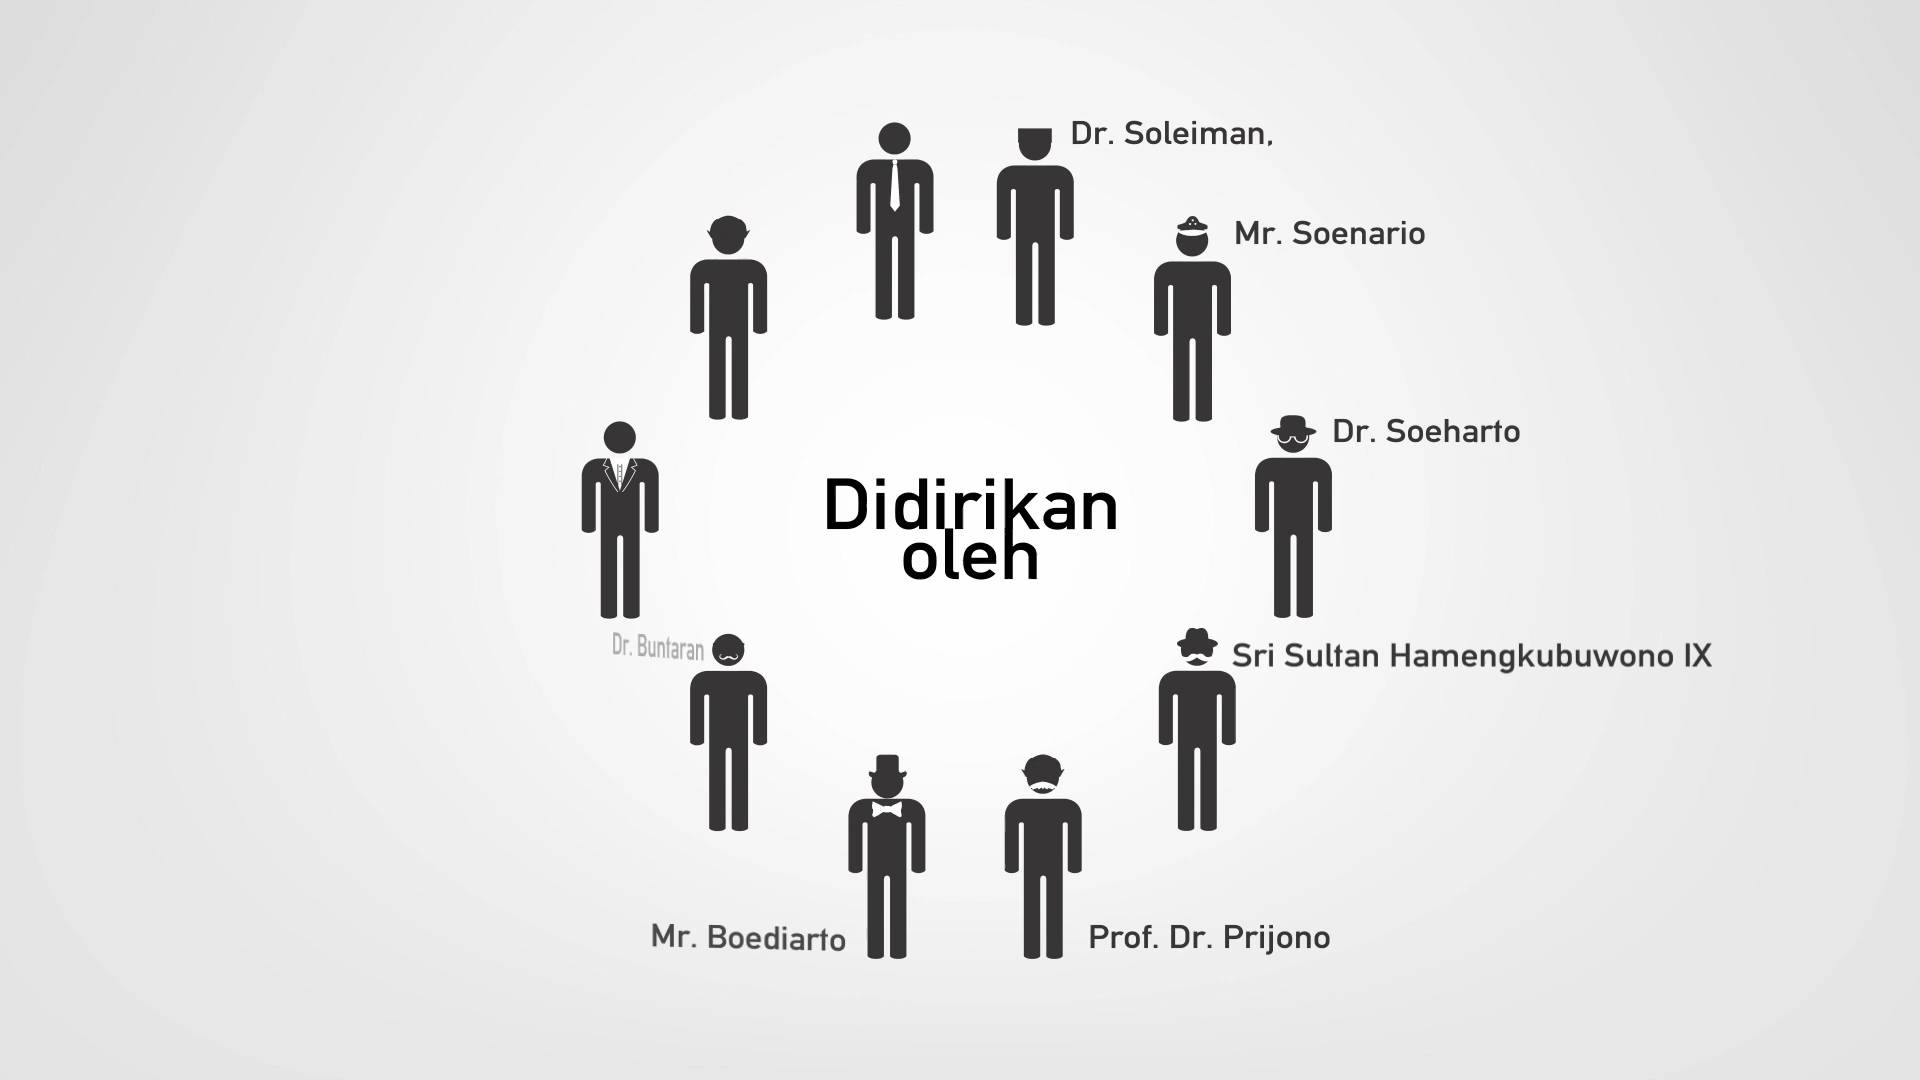 Dr. Soleiman,
Mr. Soenario
Dr. Soeharto
Didirikan
oleh
Dr. Buntaran
Sri Sultan Hamengkubuwono IX
Mr. Boediarto
Prof. Dr. Prijono